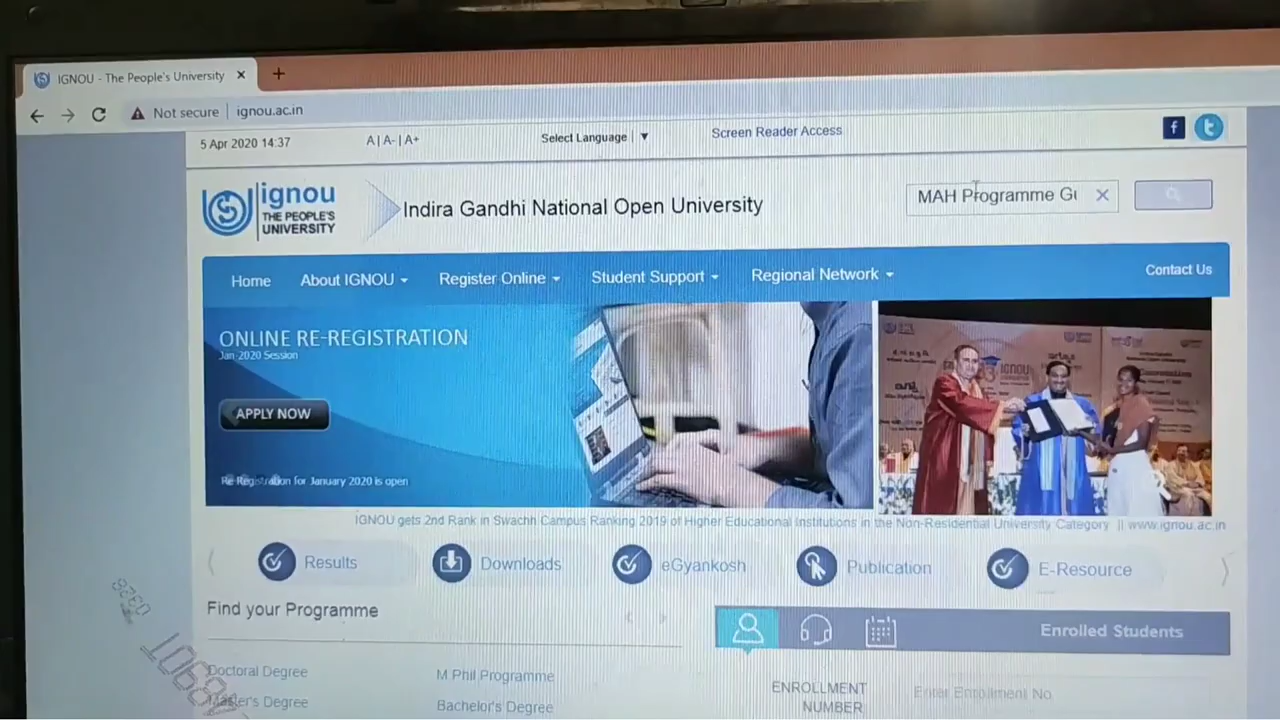 IGNOU - The People's University
Not secure | ignou.ac.in
5 Apr 2020 14:37
A | A- | A+
Select Language | ▼
Screen Reader Access
ignou
THE PEOPLE'S
UNIVERSITY
Indira Gandhi National Open University
MAH Programme Gu
Home
About IGNOU
Register Online
Student Support
Regional Network
Contact Us
ONLINE RE-REGISTRATION
Jan-2020 Session
APPLY NOW
Re-Registration for January 2020 is open
IGNOU gets 2nd Rank in Swachh Campus Ranking 2019 of Higher Educational Institutions in the Non-Residential University Category || www.ignou.ac.in
Results
Downloads
eGyankosh
Publication
E-Resource
Find your Programme
Enrolled Students
Doctoral Degree
M Phil Programme
Master's Degree
Bachelor's Degree
ENROLLMENT
NUMBER
Enter Enrollment No